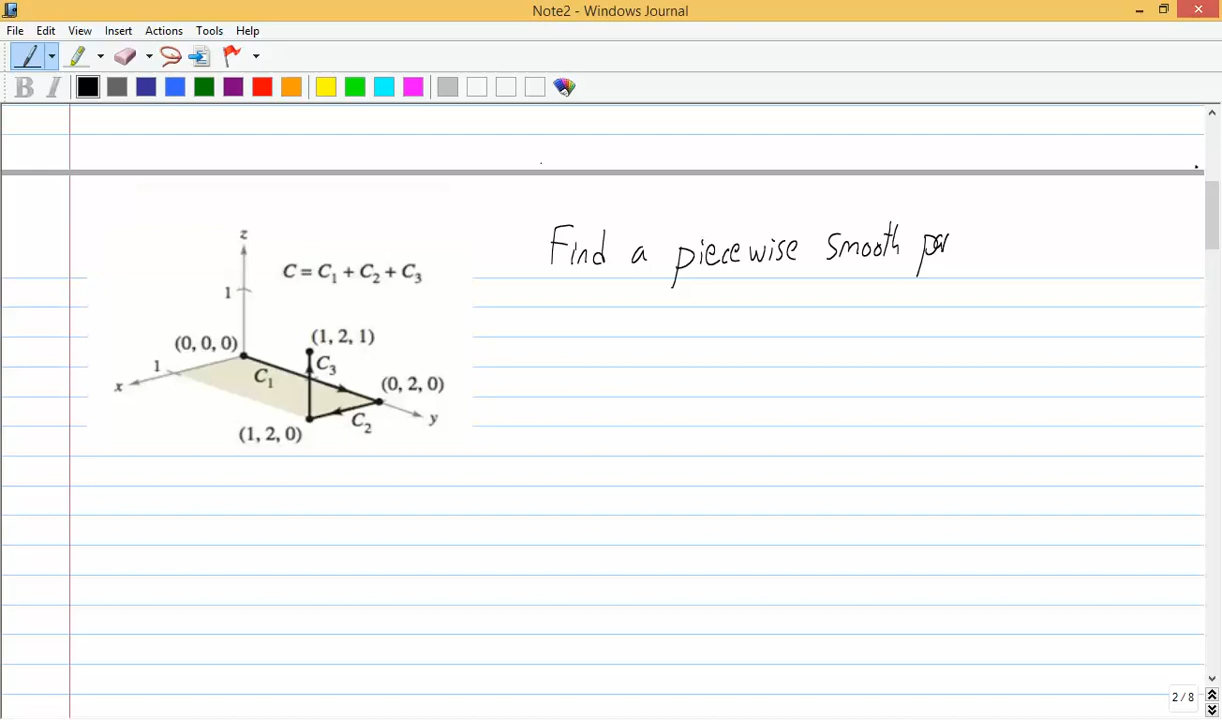 Note2 - Windows Journal
File Edit View Insert Actions Tools Help
B I
Find a piecewise smooth par
z
C = C₁ + C₂ + C₃
1
(0, 0, 0)
(1, 2, 1)
1
C₃
x
C₁
(0, 2, 0)
C₂
y
(1, 2, 0)
2 / 8